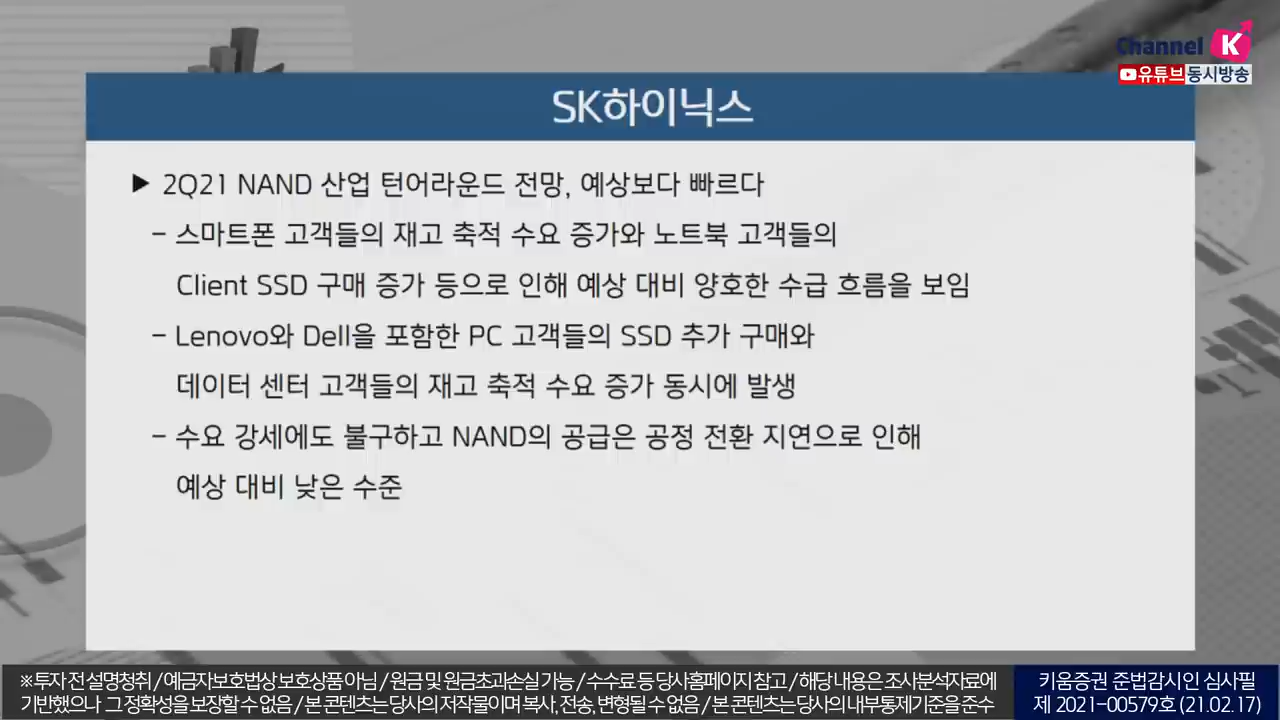 Channel K
유튜브 동시방송
SK하이닉스
▶ 2Q21 NAND 산업 턴어라운드 전망, 예상보다 빠르다
– 스마트폰 고객들의 재고 축적 수요 증가와 노트북 고객들의
Client SSD 구매 증가 등으로 인해 예상 대비 양호한 수급 흐름을 보임
– Lenovo와 Dell을 포함한 PC 고객들의 SSD 추가 구매와
데이터 센터 고객들의 재고 축적 수요 증가 동시에 발생
– 수요 강세에도 불구하고 NAND의 공급은 공정 전환 지연으로 인해
예상 대비 낮은 수준
※ 투자 전 설명청취 / 예금자보호법상 보호상품 아님 / 원금 및 원금초과손실 가능 / 수수료 등 당사홈페이지 참고 / 해당 내용은 조사분석자료에
기반했으나 그 정확성을 보장할 수 없음 / 본 콘텐츠는 당사의 저작물이며 복사, 전송, 변형될 수 없음 / 본 콘텐츠는 당사의 내부통제기준을 준수
키움증권 준법감시인 심사필
제 2021-00579호 (21.02.17)